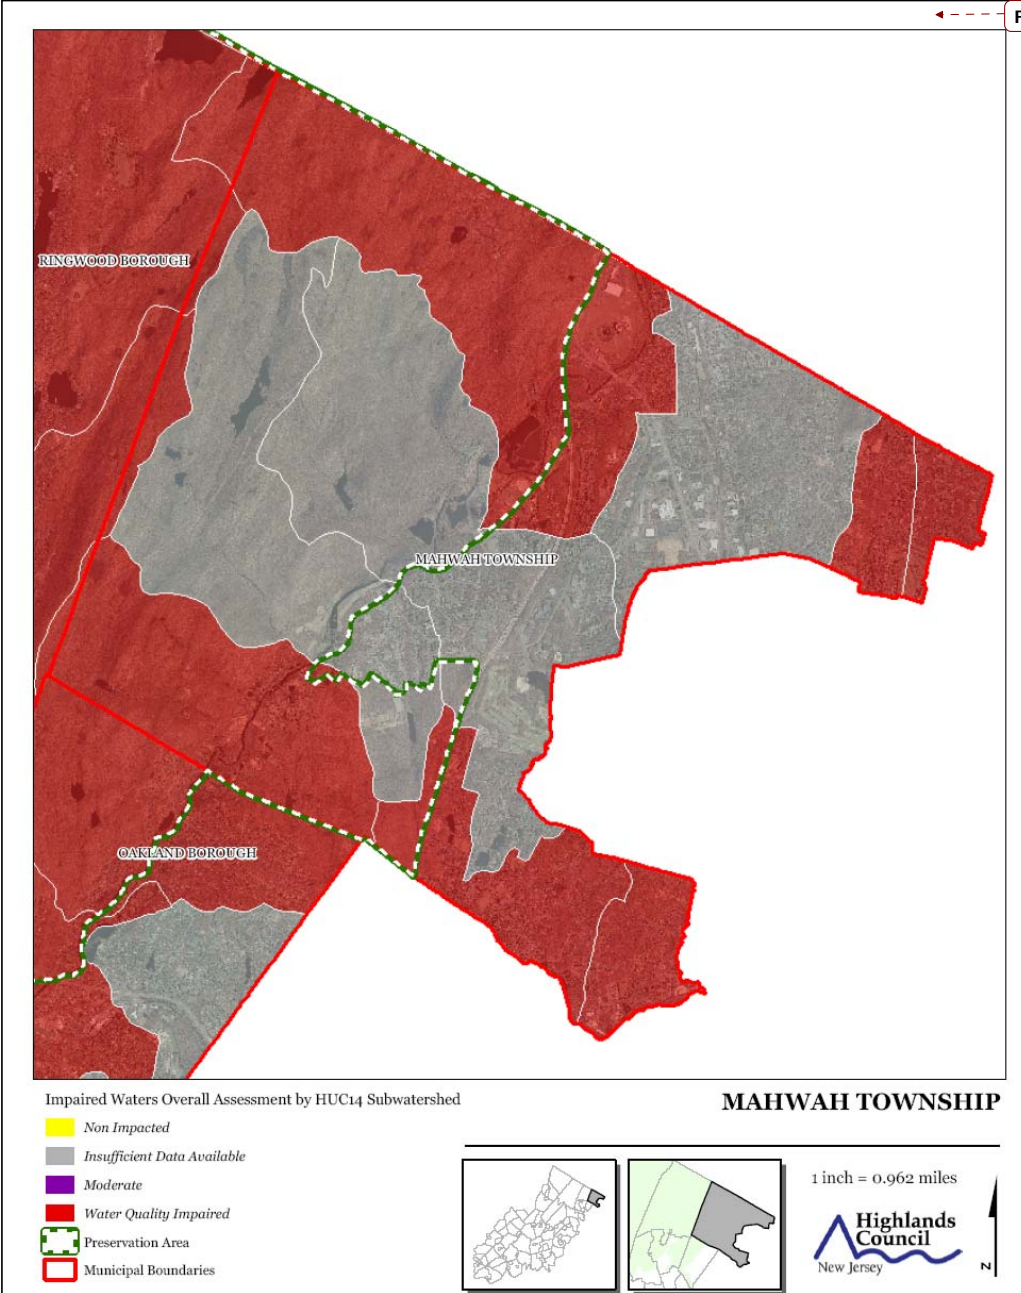 RINGWOOD BOROUGH
MAHWAH TOWNSHIP
OAKLAND BOROUGH
Impaired Waters Overall Assessment by HUC14 Subwatershed
Non Impacted
Insufficient Data Available
Moderate
Water Quality Impaired
Preservation Area
Municipal Boundaries
MAHWAH TOWNSHIP
1 inch = 0.962 miles
Highlands
Council
New Jersey
N